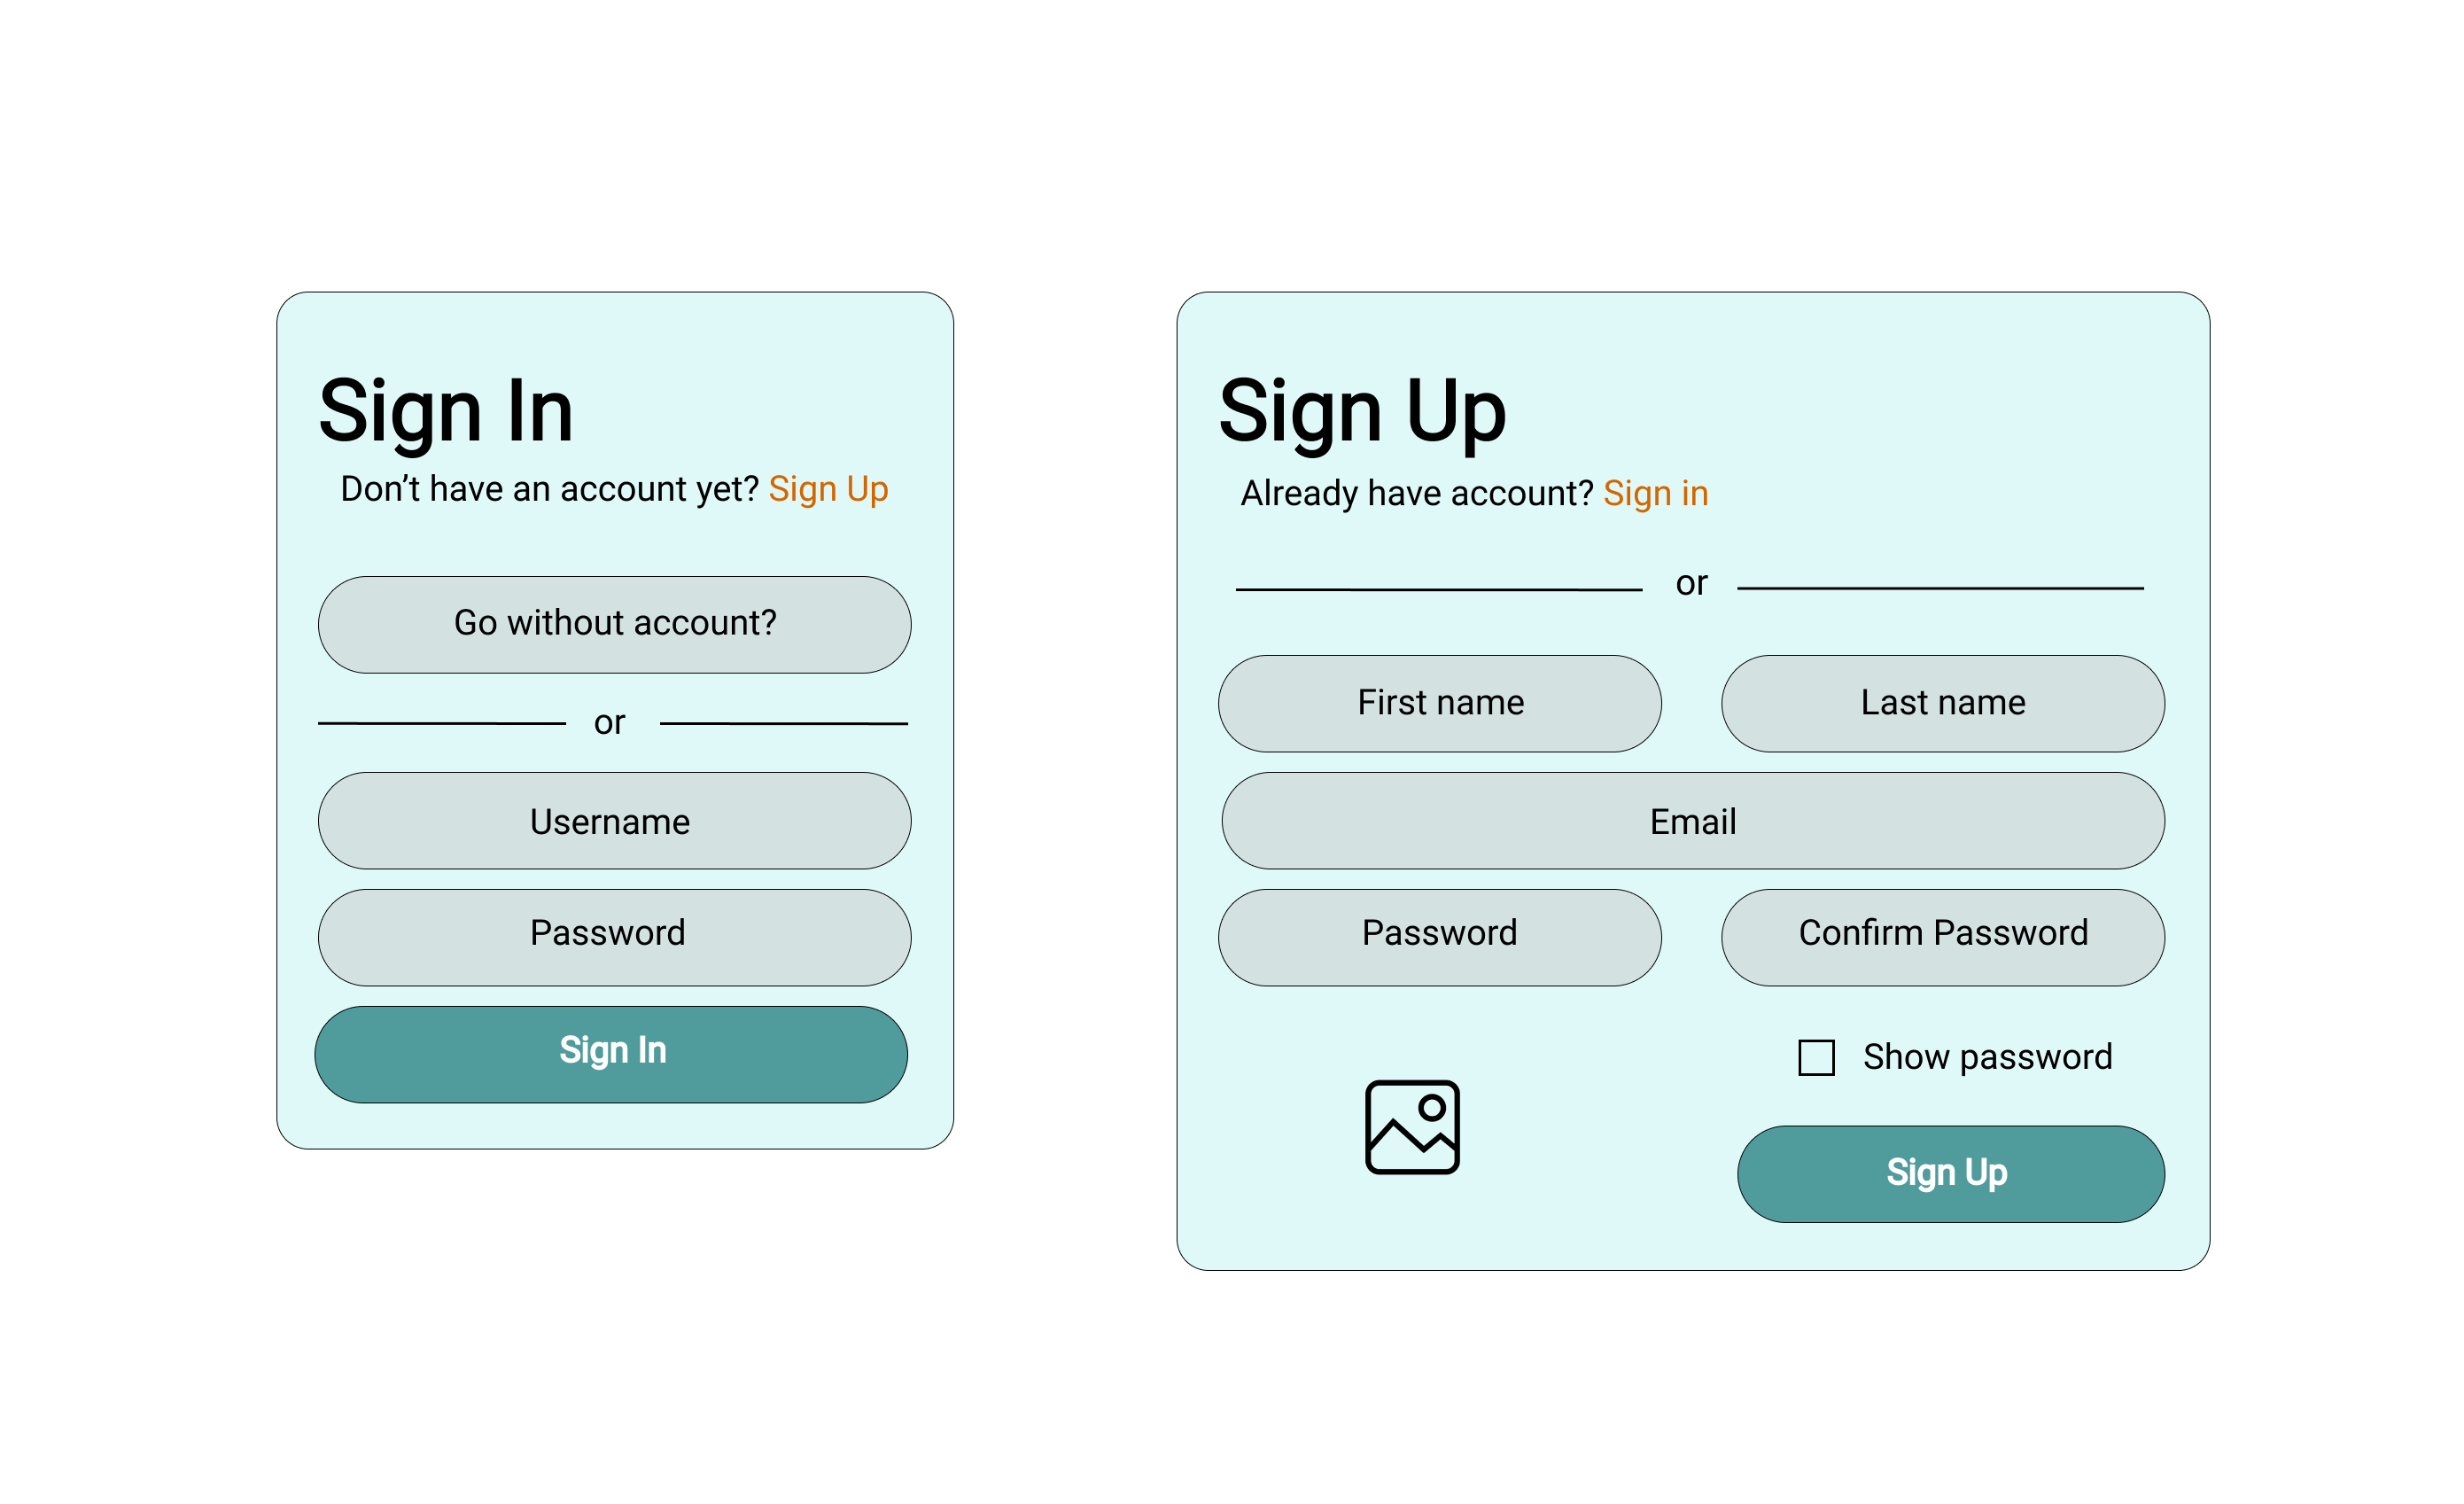 Sign In
Don’t have an account yet? Sign Up
Go without account?
or
Username
Password
Sign In
Sign Up
Already have account? Sign in
or
First name
Last name
Email
Password
Confirm Password
Show password
Sign Up